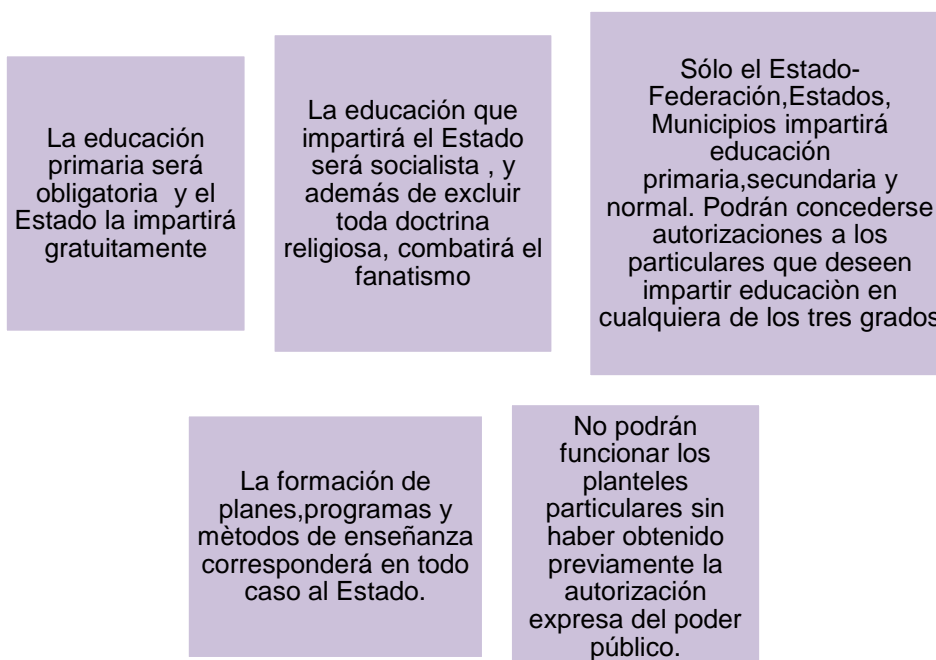 La educación
primaria será
obligatoria  y el
Estado la impartirá
gratuitamente
La educación que
impartirá el Estado
será socialista , y
además de excluir
toda doctrina
religiosa, combatirá el
fanatismo
Sólo el Estado-
Federación,Estados,
Municipios impartirá
educación
primaria,secundaria y
normal. Podrán concederse
autorizaciones a los
particulares que deseen
impartir educaciòn en
cualquiera de los tres grados
La formación de
planes,programas y
mètodos de enseñanza
corresponderá en todo
caso al Estado.
No podrán
funcionar los
planteles
particulares sin
haber obtenido
previamente la
autorización
expresa del poder
público.